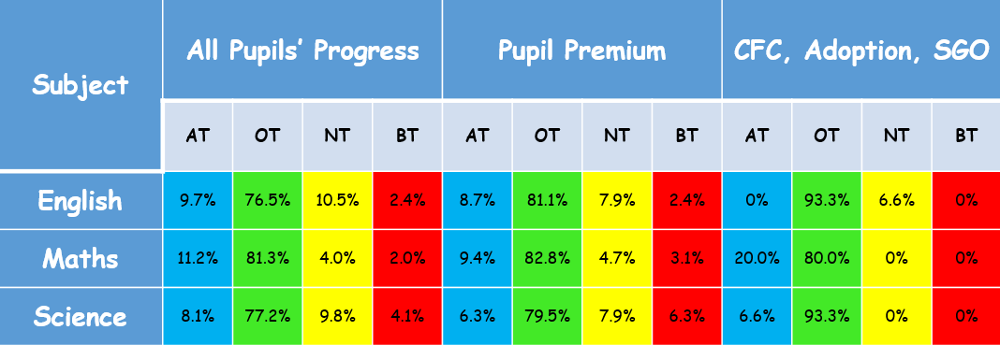 Subject All Pupils’ Progress Pupil Premium CFC, Adoption, SGO
AT OT NT BT AT OT NT BT AT OT NT BT
English 9.7% 76.5% 10.5% 2.4% 8.7% 81.1% 7.9% 2.4% 0% 93.3% 6.6% 0%
Maths 11.2% 81.3% 4.0% 2.0% 9.4% 82.8% 4.7% 3.1% 20.0% 80.0% 0% 0%
Science 8.1% 77.2% 9.8% 4.1% 6.3% 79.5% 7.9% 6.3% 6.6% 93.3% 0% 0%